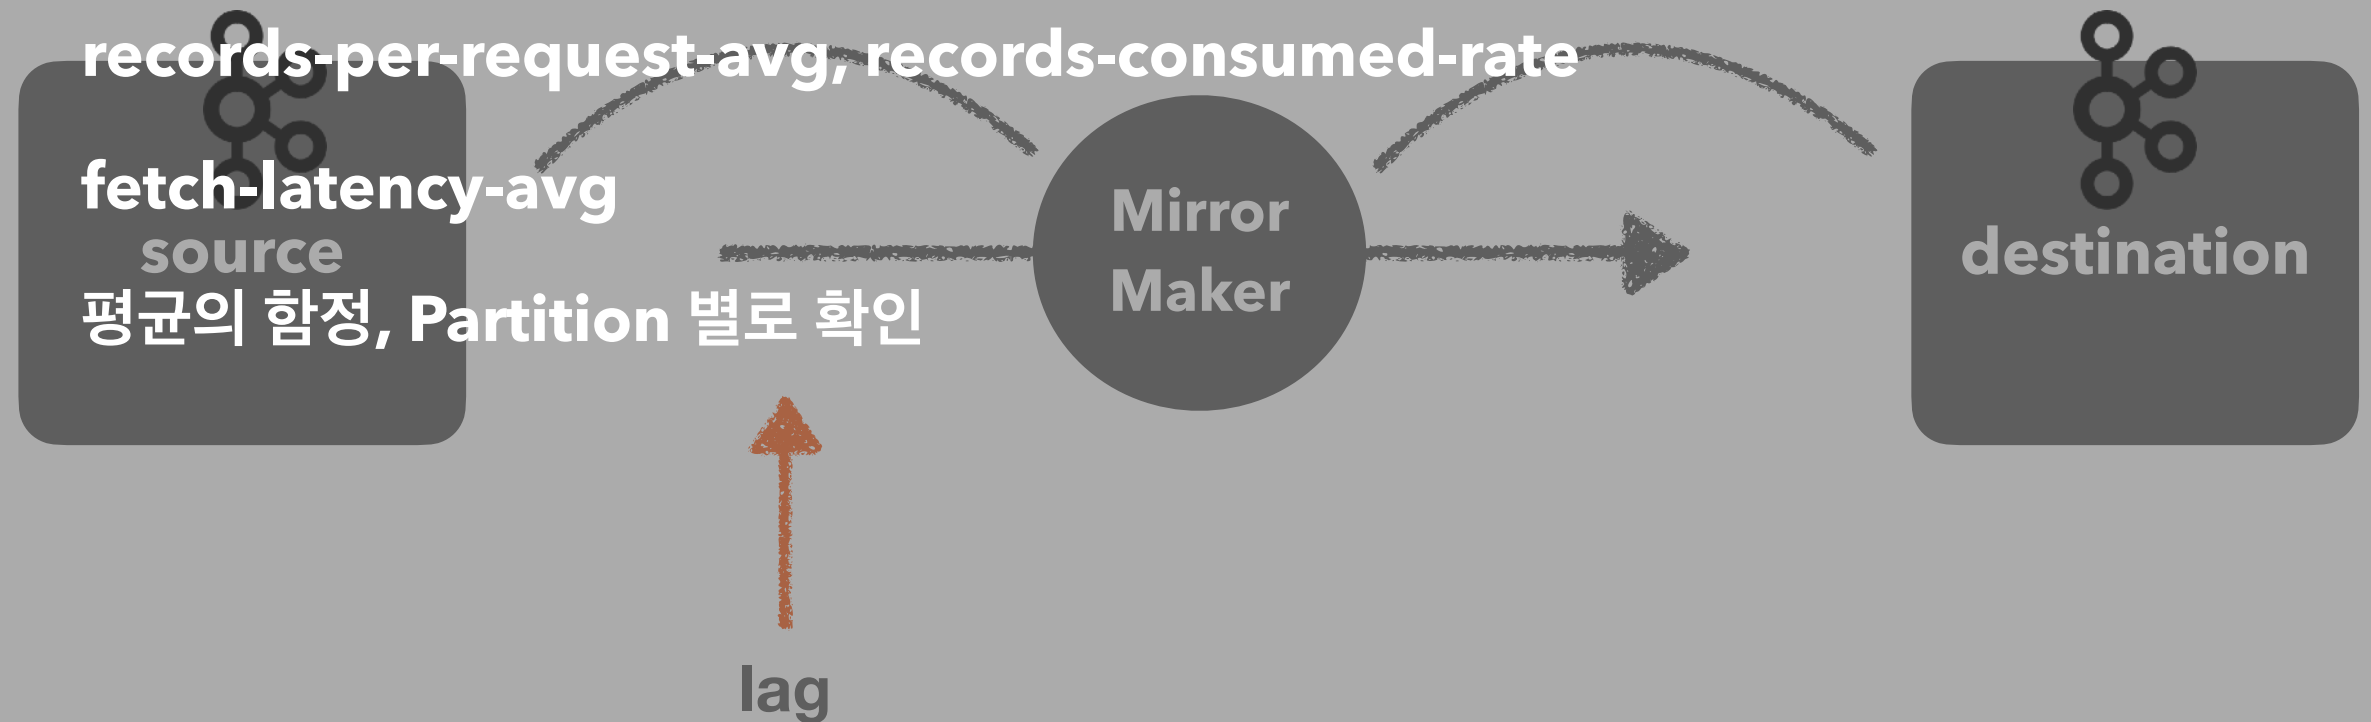 records-per-request-avg, records-consumed-rate
fetch-latency-avg
source
평균의 함정, Partition 별로 확인
Mirror
Maker
destination
lag